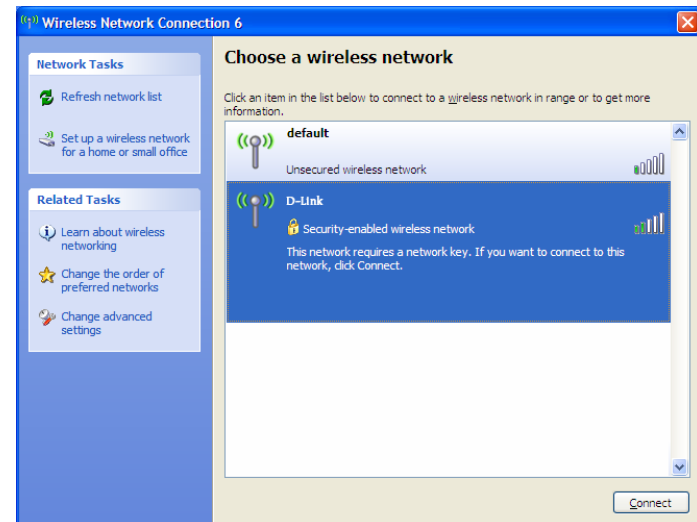 Wireless Network Connection 6
Network Tasks
Refresh network list
Set up a wireless network
for a home or small office
Related Tasks
Learn about wireless
networking
Change the order of
preferred networks
Change advanced
settings
Choose a wireless network
Click an item in the list below to connect to a wireless network in range or to get more
information.
default
Unsecured wireless network
D-Link
Security-enabled wireless network
This network requires a network key. If you want to connect to this
network, click Connect.
Connect